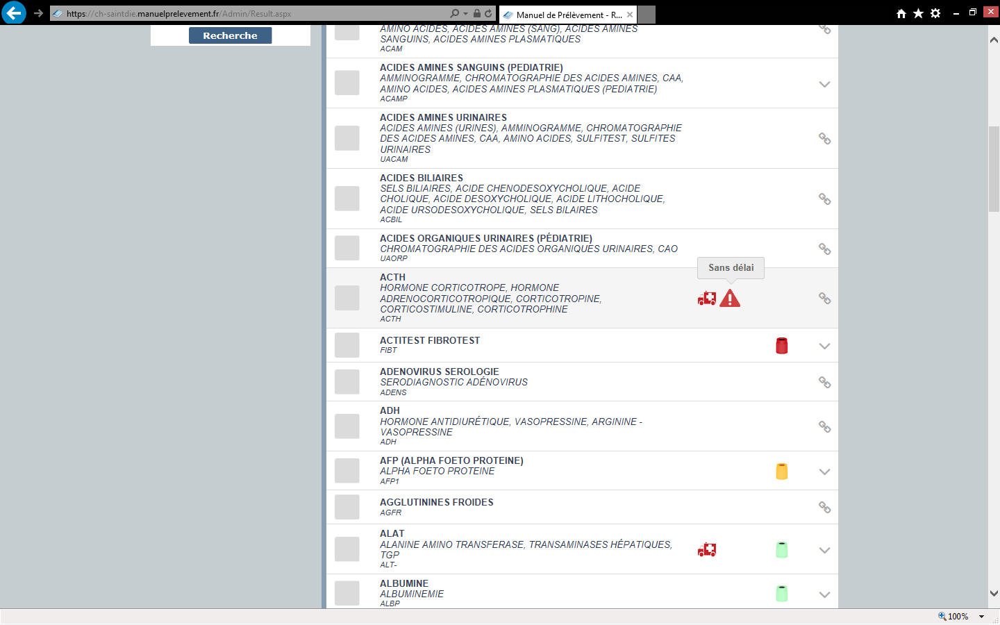 https://ch-saintdie.manuelprelevement.fr/Admin/Result.aspx
Manuel de Prélèvement - R...
Recherche
AMINO ACIDES, ACIDES AMINES (SANG), ACIDES AMINES
SANGUINS, ACIDES AMINES PLASMATIQUES
ACAM
ACIDES AMINES SANGUINS (PEDIATRIE)
AMMINOGRAMME, CHROMATOGRAPHIE DES ACIDES AMINES, CAA,
AMINO ACIDES, ACIDES AMINES PLASMATIQUES (PEDIATRIE)
ACAMP
ACIDES AMINES URINAIRES
ACIDES AMINES (URINES), AMMINOGRAMME, CHROMATOGRAPHIE
DES ACIDES AMINES, CAA, AMINO ACIDES, SULFITEST, SULFITES
URINAIRES
UACAM
ACIDES BILIAIRES
SELS BILIAIRES, ACIDE CHENODESOXYCHOLIQUE, ACIDE
CHOLIQUE, ACIDE DESOXYCHOLIQUE, ACIDE LITHOCHOLIQUE,
ACIDE URSODESOXYCHOLIQUE, SELS BILAIRES
ACBIL
ACIDES ORGANIQUES URINAIRES (PÉDIATRIE)
CHROMATOGRAPHIE DES ACIDES ORGANIQUES URINAIRES, CAO
UAORP
Sans délai
ACTH
HORMONE CORTICOTROPE, HORMONE
ADRENOCORTICOTROPIQUE, CORTICOTROPINE,
CORTICOSTIMULINE, CORTICOTROPHINE
ACTH
ACTITEST FIBROTEST
FIBT
ADENOVIRUS SEROLOGIE
SERODIAGNOSTIC ADÉNOVIRUS
ADENS
ADH
HORMONE ANTIDIURÉTIQUE, VASOPRESSINE, ARGININE -
VASOPRESSINE
ADH
AFP (ALPHA FOETO PROTEINE)
ALPHA FOETO PROTEINE
AFP1
AGGLUTININES FROIDES
AGFR
ALAT
ALANINE AMINO TRANSFERASE, TRANSAMINASES HÉPATIQUES,
TGP
ALT-
ALBUMINE
ALBUMINEMIE
ALBP
100%